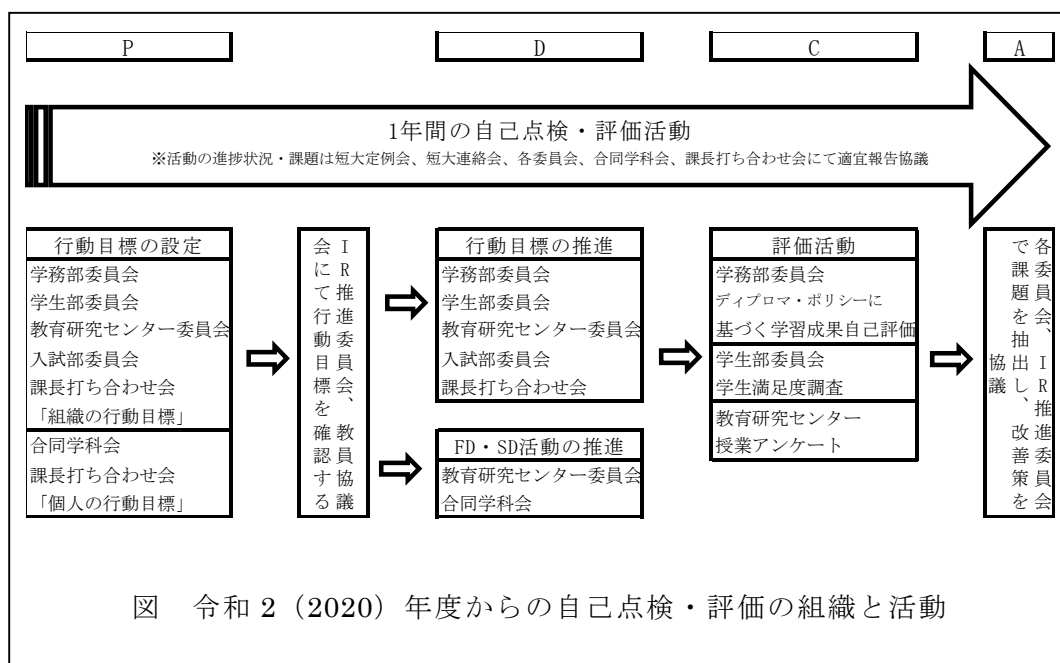 P
D
C
A
1年間の自己点検・評価活動
※活動の進捗状況・課題は短大定例会、短大連絡会、各委員会、合同学科会、課長打ち合わせ会にて適宜報告協議
行動目標の設定
学務部委員会
学生部委員会
教育研究センター委員会
入試部委員会
課長打ち合わせ会
「組織の行動目標」
合同学科会
課長打ち合わせ会
「個人の行動目標」
IR推進委員会、教員協議
会にて行動目標を確認する
行動目標の推進
学務部委員会
学生部委員会
教育研究センター委員会
入試部委員会
課長打ち合わせ会
FD・SD活動の推進
教育研究センター委員会
合同学科会
評価活動
学務部委員会
ディプロマ・ポリシーに
基づく学習成果自己評価
学生部委員会
学生満足度調査
教育研究センター
授業アンケート
各委員会、IR推進委員会
で課題を抽出し、改善策を
協議
図 令和2(2020)年度からの自己点検・評価の組織と活動